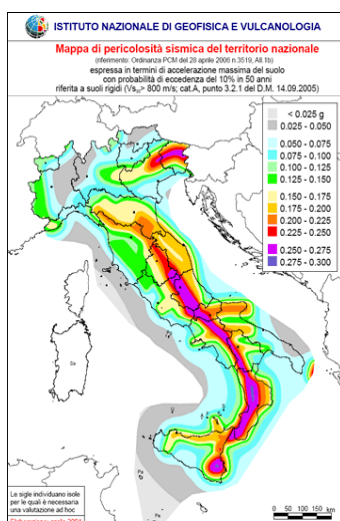 ISTITUTO NAZIONALE DI GEOFISICA E VULCANOLOGIA
Mappa di pericolosità sismica del territorio nazionale
(riferimento: Ordinanza PCM del 28 aprile 2006 n.3519, All.1b)
espressa in termini di accelerazione massima del suolo
con probabilità di eccedenza del 10% in 50 anni
riferita a suoli rigidi (Vs30> 800 m/s; cat.A, punto 3.2.1 del D.M. 14.09.2005)
< 0.025 g
0.025 - 0.050
0.050 - 0.075
0.075 - 0.100
0.100 - 0.125
0.125 - 0.150
0.150 - 0.175
0.175 - 0.200
0.200 - 0.225
0.225 - 0.250
0.250 - 0.275
0.275 - 0.300
Sa
Pa
Pe
Le sigle individuano isole
per le quali è necessaria
una valutazione ad hoc
Elaborazione: aprile 2004
0 50 100 150 km